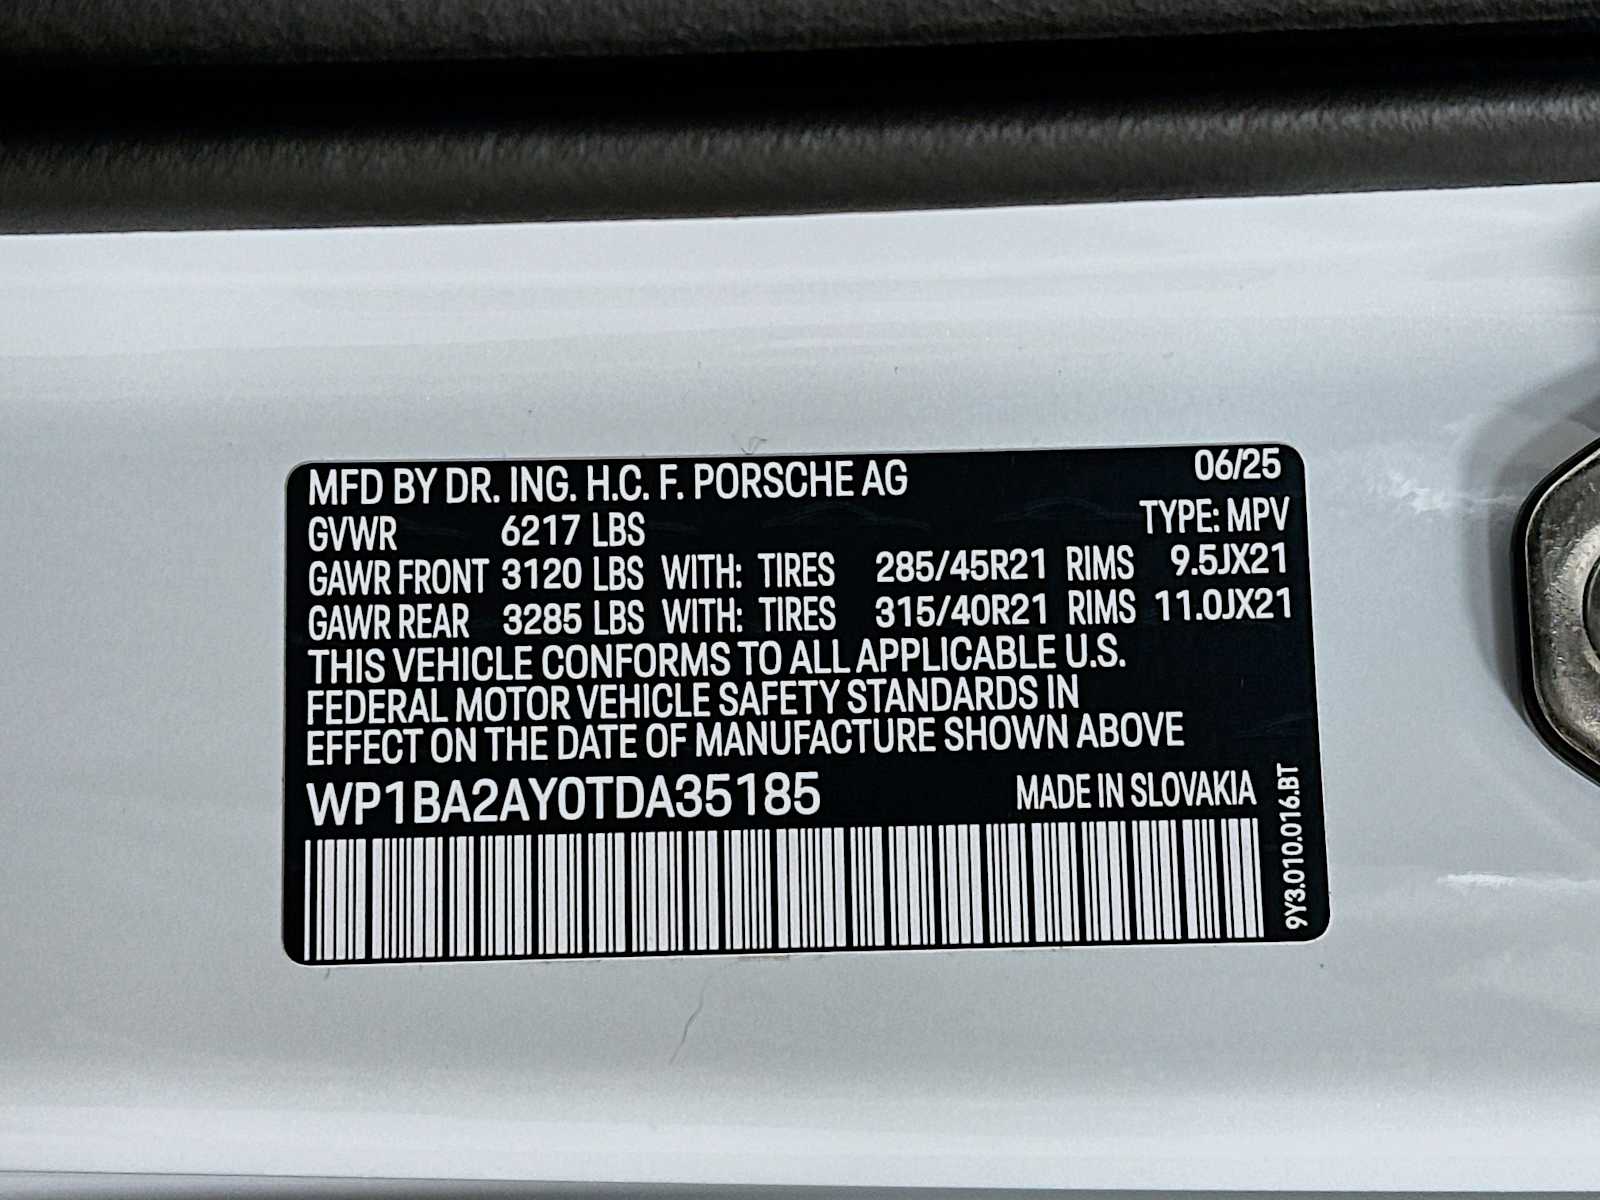 MFD BY DR. ING. H.C. F. PORSCHE AG 06/25
GVWR 6217 LBS TYPE: MPV
GAWR FRONT 3120 LBS WITH: TIRES 285/45R21 RIMS 9.5JX21
GAWR REAR 3285 LBS WITH: TIRES 315/40R21 RIMS 11.0JX21
THIS VEHICLE CONFORMS TO ALL APPLICABLE U.S.
FEDERAL MOTOR VEHICLE SAFETY STANDARDS IN
EFFECT ON THE DATE OF MANUFACTURE SHOWN ABOVE
WP1BA2AY0TDA35185 MADE IN SLOVAKIA
9Y3.010.016.BT